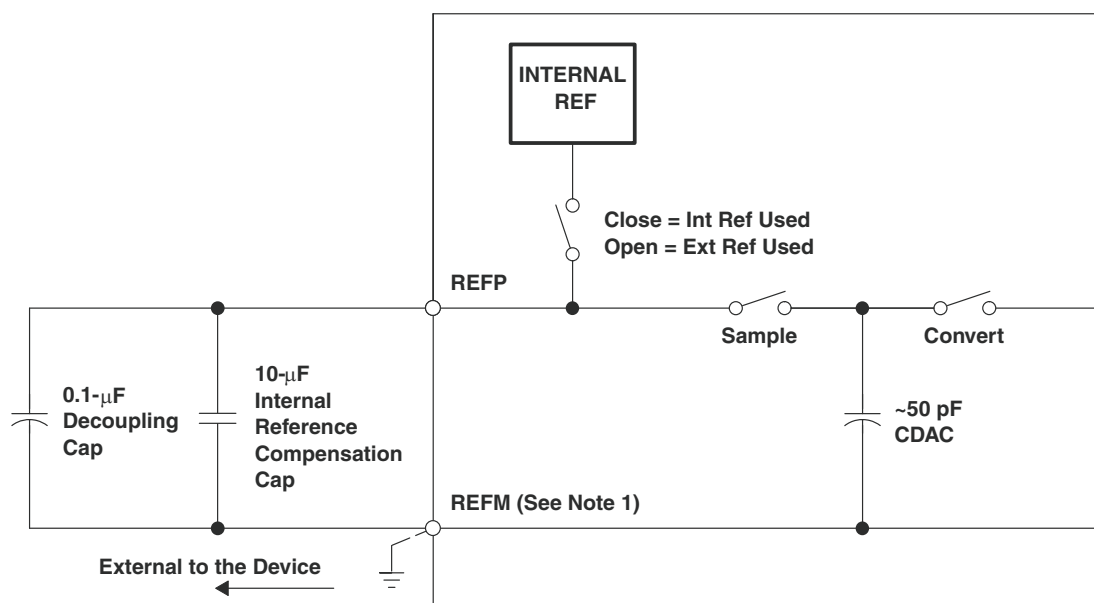 INTERNAL
REF
Close = Int Ref Used
Open = Ext Ref Used
REFP
Sample
Convert
0.1-μF
Decoupling
Cap
10-μF
Internal
Reference
Compensation
Cap
~50 pF
CDAC
REFM (See Note 1)
External to the Device